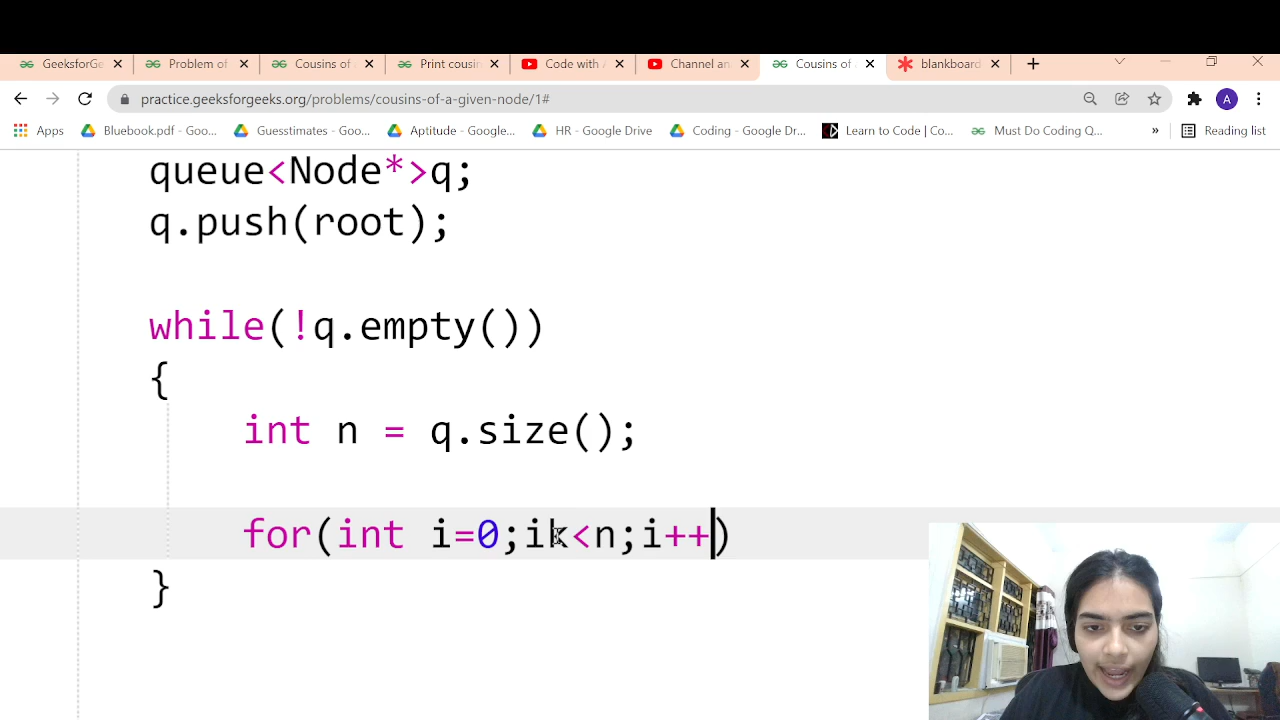 GeeksforGe
Problem of
Cousins of
Print cousin
Code with
Channel an
Cousins of
blankboard
practice.geeksforgeeks.org/problems/cousins-of-a-given-node/1#
A
Apps
Bluebook.pdf - Goo...
Guesstimates - Goo...
Aptitude - Google...
HR - Google Drive
Coding - Google Dr...
Learn to Code | Co...
Must Do Coding Q...
»
Reading list
queue<Node*>q;
q.push(root);
while(!q.empty())
{
int n = q.size();
for(int i=0;ik<n;i++)
}